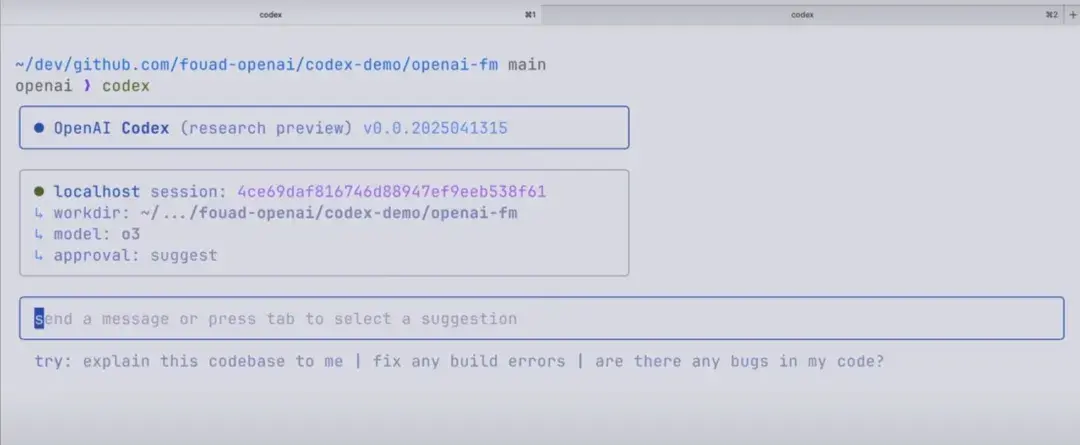 codex ⌘1 codex ⌘2 +
~/dev/github.com/fouad-openai/codex-demo/openai-fm main
openai ❯ codex
● OpenAI Codex (research preview) v0.0.2025041315
● localhost session: 4ce69daf816746d88947ef9eeb538f61
↳ workdir: ~/.../fouad-openai/codex-demo/openai-fm
↳ model: o3
↳ approval: suggest
send a message or press tab to select a suggestion
try: explain this codebase to me | fix any build errors | are there any bugs in my code?